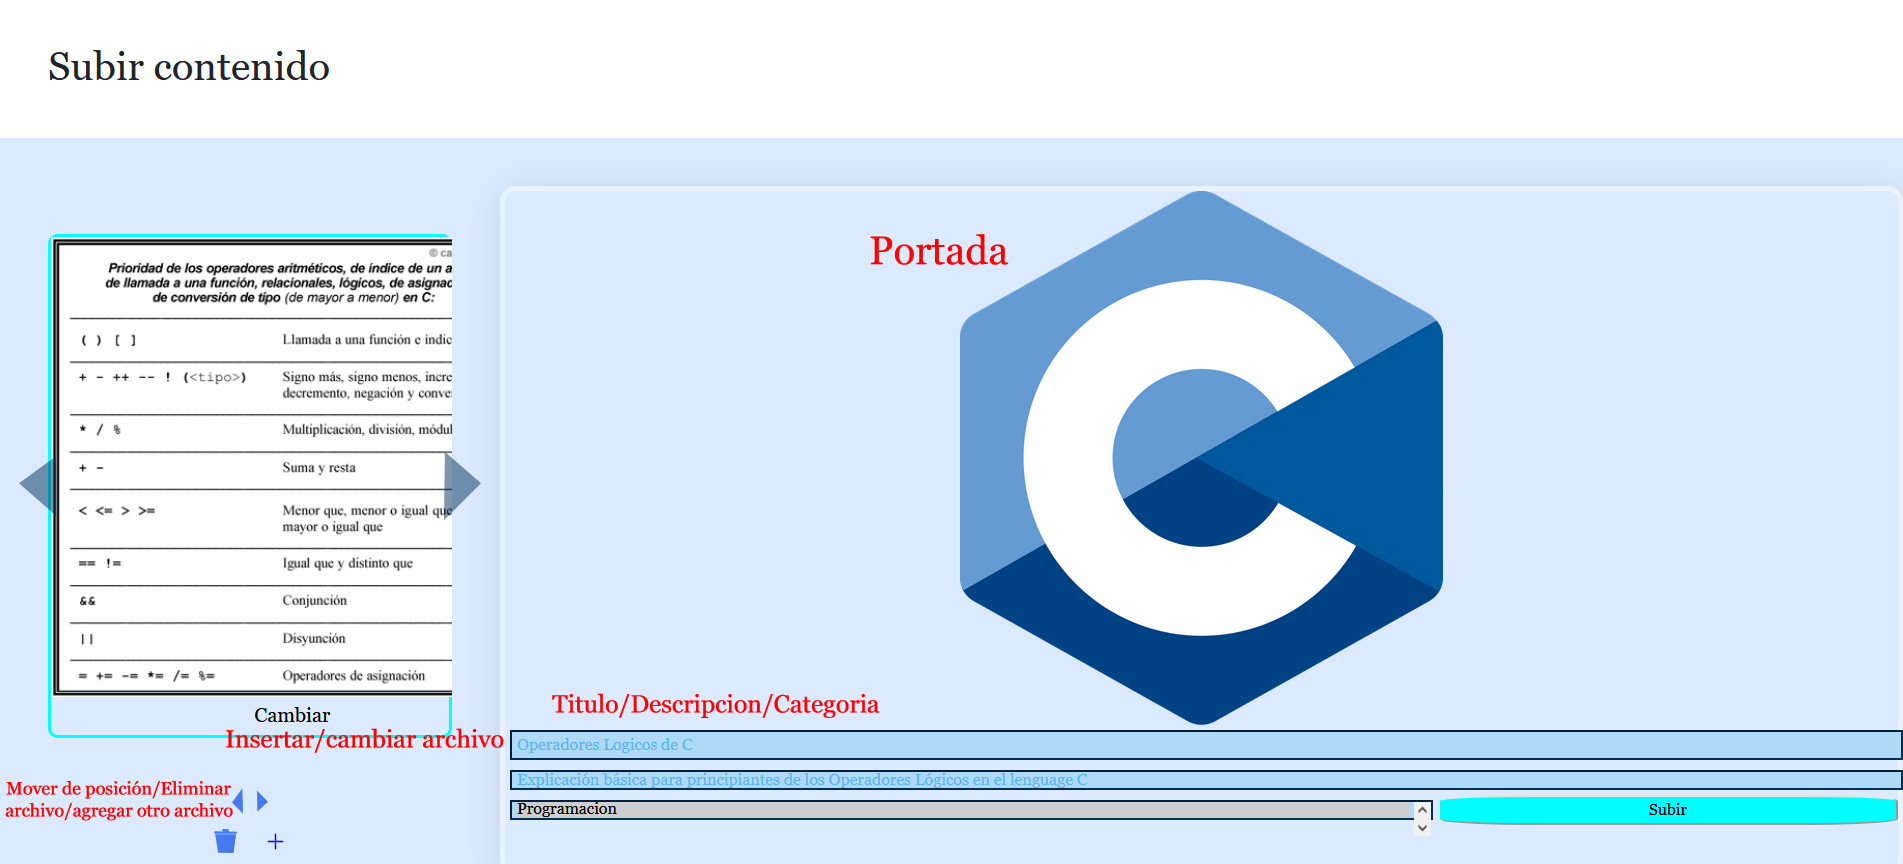 Subir contenido
© ca
Prioridad de los operadores aritméticos, de índice de un a
de llamada a una función, relacionales, lógicos, de asignac
de conversión de tipo (de mayor a menor) en C:
( ) [ ] Llamada a una función e índic
+ - ++ -- ! (<tipo>) Signo más, signo menos, incre
decremento, negación y conve
* / % Multiplicación, división, módul
+ - Suma y resta
< <= > >= Menor que, menor o igual que
mayor o igual que
== != Igual que y distinto que
&& Conjunción
|| Disyunción
= += -= *= /= %= Operadores de asignación
Cambiar
Insertar/cambiar archivo
Mover de posición/Eliminar
archivo/agregar otro archivo
+
Portada
Titulo/Descripcion/Categoria
Operadores Logicos de C
Explicación básica para principiantes de los Operadores Lógicos en el lenguage C
Programacion
Subir